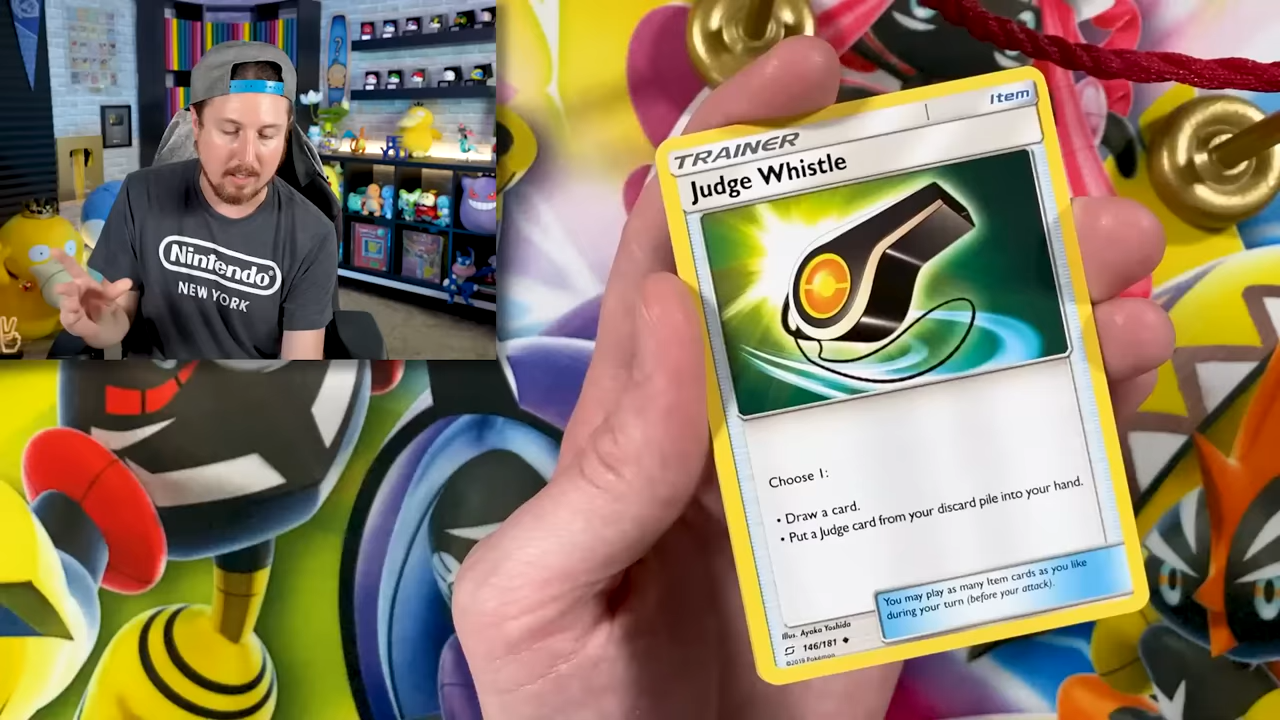 Nintendo®
NEW YORK
Item
TRAINER
Judge Whistle
Choose 1:
• Draw a card.
• Put a Judge card from your discard pile into your hand.
You may play as many Item cards as you like
during your turn (before your attack).
Illus. Ayaka Yoshida
146/181
©2019 Pokémon